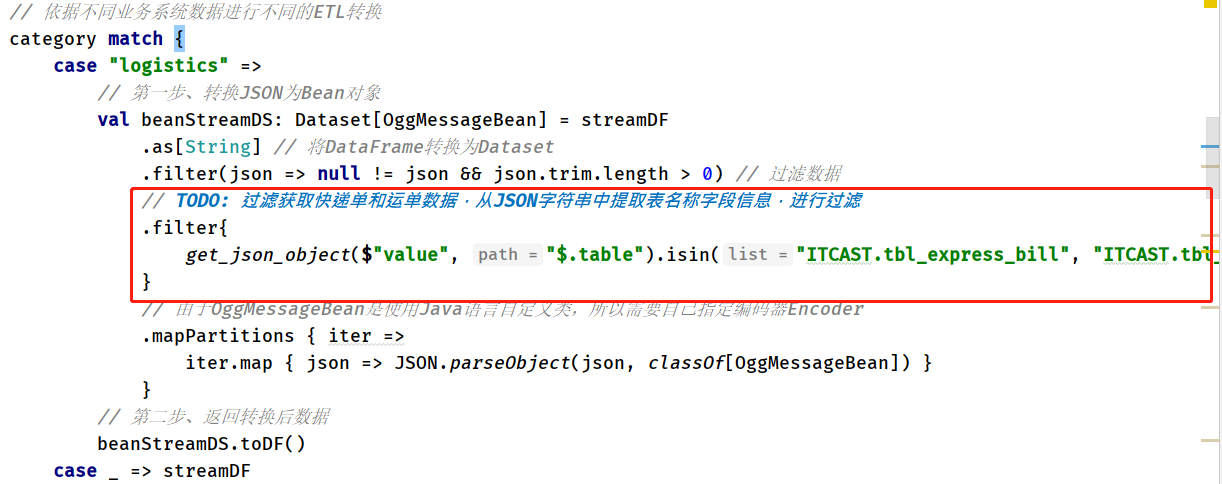 // 依据不同业务系统数据进行不同的ETL转换
category match {
case "logistics" =>
// 第一步、转换JSON为Bean对象
val beanStreamDS: Dataset[OggMessageBean] = streamDF
.as[String] // 将DataFrame转换为Dataset
.filter(json => null != json && json.trim.length > 0) // 过滤数据
// TODO: 过滤获取快递单和运单数据，从JSON字符串中提取表名称字段信息，进行过滤
.filter{
get_json_object($"value", path = "$.table").isin( list = "ITCAST.tbl_express_bill", "ITCAST.tbl_
}
// 由于OggMessageBean是使用Java语言自定义类，所以需要自己指定编码器Encoder
.mapPartitions { iter =>
iter.map { json => JSON.parseObject(json, classOf[OggMessageBean]) }
}
// 第二步、返回转换后数据
beanStreamDS.toDF()
case _ => streamDF